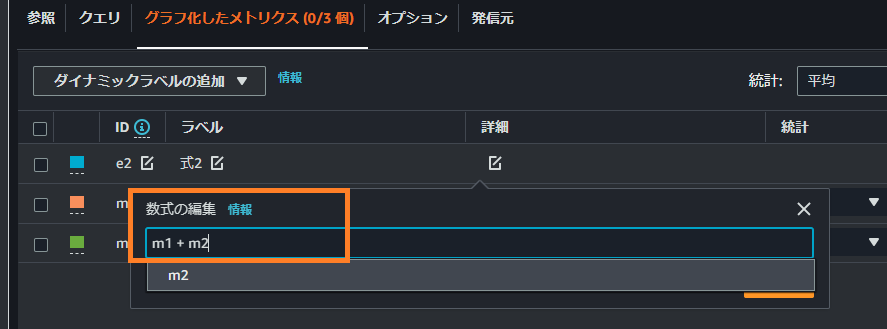 参照 クエリ グラフ化したメトリクス (0/3 個) オプション 発信元
ダイナミックラベルの追加 情報 統計: 平均
ID ラベル 詳細 統計
e2 式2
m
m
数式の編集 情報
m1 + m2
m2